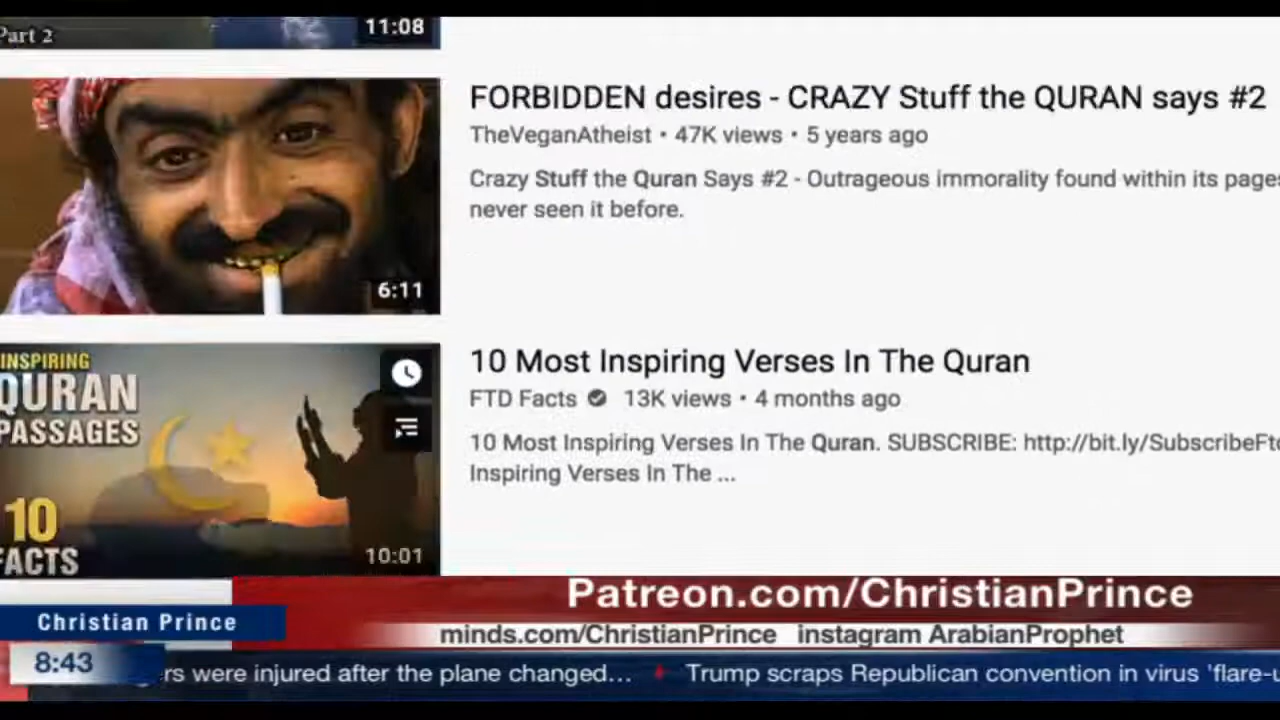 Part 2
11:08
FORBIDDEN desires - CRAZY Stuff the QURAN says #2
TheVeganAtheist • 47K views • 5 years ago
Crazy Stuff the Quran Says #2 - Outrageous immorality found within its pages
never seen it before.
6:11
INSPIRING
QURAN
PASSAGES
10
FACTS
10:01
10 Most Inspiring Verses In The Quran
FTD Facts 13K views • 4 months ago
10 Most Inspiring Verses In The Quran. SUBSCRIBE: http://bit.ly/SubscribeFt
Inspiring Verses In The ...
Patreon.com/ChristianPrince
Christian Prince
minds.com/ChristianPrince instagram ArabianProphet
8:43
rs were injured after the plane changed... Trump scraps Republican convention in virus 'flare-u